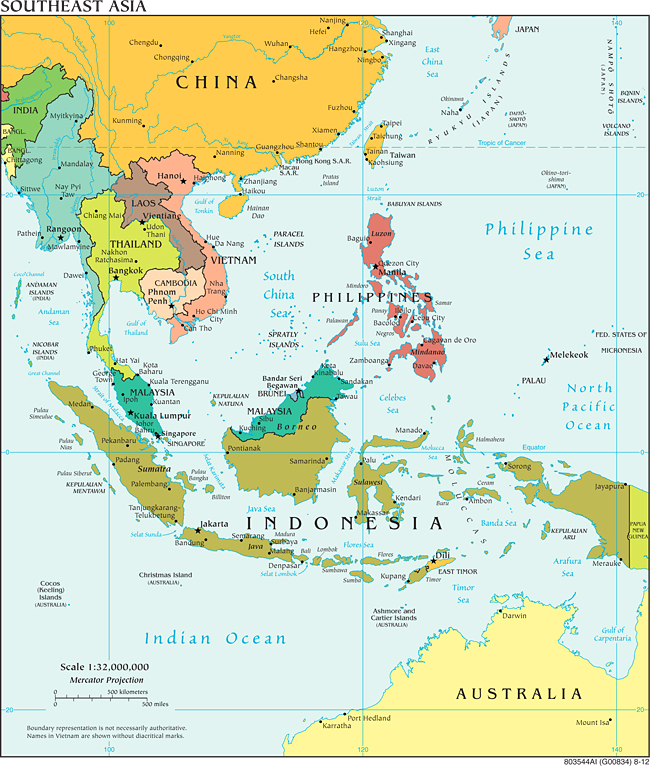 SOUTHEAST ASIA
100
120
140
Nanjing
Hefei
Shanghai
Xingang
JAPAN
Chengdu
Wuhan
Hangzhou
East
China
Sea
Chongqing
Ningbo
CHINA
Changsha
NAMPŌ SHOTŌ
(JAPAN)
BONIN
ISLANDS
INDIA
Okinawa
Naha
RYUKYU ISLANDS
(JAPAN)
DAITŌ-
SHOTŌ
(JAPAN)
VOLCANO
ISLANDS
Myitkyina
Kunming
Fuzhou
Xiamen
Taipei
Taichung
BANGL.
BANGL.
Chittagong
Nanning
Guangzhou
Shantou
Tainan
Kaohsiung
Taiwan
Tropic of Cancer
Mandalay
Hong Kong S.A.R.
Macau
S.A.R.
Hanoi
Haiphong
Zhanjiang
Haikou
Pratas
Island
Okino-tori-
shima
(JAPAN)
Sittwe
Nay Pyi
Taw
20
20
LAOS
Gulf of
Tonkin
Hainan
Dao
Luzon
Strait
BABUYAN ISLANDS
Chiang Mai
Vientiang
Udon
Thani
Luzon
Philippine
Sea
Pathein
Rangoon
Mawlamyine
THAILAND
Hue
Da Nang
PARACEL
ISLANDS
Baguio
Nakhon
Ratchasima
VIETNAM
Quezon City
Manila
Dawei
Bangkok
CAMBODIA
Phnom
Penh
Nha
Trang
South
China
Sea
Mindoro
PHILIPPINES
Samar
ANDAMAN
ISLANDS
(INDIA)
Andaman
Sea
Gulf of
Thailand
Ho Chi Minh
City
Can Tho
Panay
Iloilo
Cebu City
Bacolod
Negros
Palawan
SPRATLY
ISLANDS
Sulu Sea
Cagayan de Oro
Mindanao
Davao
Zamboanga
NICOBAR
ISLANDS
(INDIA)
Phuket
Hat Yai
FED. STATES OF
MICRONESIA
Melekeok
PALAU
Great Channel
George
Town
Kota
Baharu
Kuala Terengganu
Ipoh
MALAYSIA
Kuantan
Kuala Lumpur
Johor
Bahru
Singapore
SINGAPORE
Strait of Malacca
Bandar Seri
Begawan
BRUNEI
Kota
Kinabalu
Sandakan
Tawau
KEPULAUAN
NATUNA
MALAYSIA
Sibu
Kuching
Borneo
Celebes
Sea
North
Pacific
Ocean
Medan
Pulau
Simeulue
Pekanbaru
Pulau
Nias
Pontianak
Manado
Halmahera
Molucca
Sea
Equator
0
Padang
Sumatra
Pulau Siberut
KEPULAUAN
MENTAWAI
Samarinda
Makassar Strait
Palu
MOLUCCAS
Sorong
Palembang
Pulau
Bangka
Billiton
Selat Karimata
Banjarmasin
Sulawesi
Kendari
Ceram
Buru
Ambon
Jayapura
Tanjungkarang-
Telukbetung
Java Sea
Makassar
INDONESIA
Banda Sea
PAPUA
NEW
GUINEA
Selat Sunda
Jakarta
Bandung
Semarang
Madura
Surabaya
Java
Malang
Bali
Lombok
Denpasar
Selat Lombok
Flores Sea
Sumbawa
Flores
Sumba
KEPULAUAN
ARU
Dili
EAST TIMOR
Timor
Kupang
Arafura
Sea
Merauke
Timor
Sea
Cocos
(Keeling)
Islands
(AUSTRALIA)
Christmas Island
(AUSTRALIA)
Ashmore and
Cartier Islands
(AUSTRALIA)
Darwin
Gulf of
Carpentaria
Indian Ocean
Scale 1:32,000,000
Mercator Projection
0
500 kilometers
0
500 miles
20
20
AUSTRALIA
Port Hedland
Karratha
Mount Isa
Boundary representation is not necessarily authoritative.
Names in Vietnam are shown without diacritical marks.
100
120
140
803544AI (G00834) 8-12